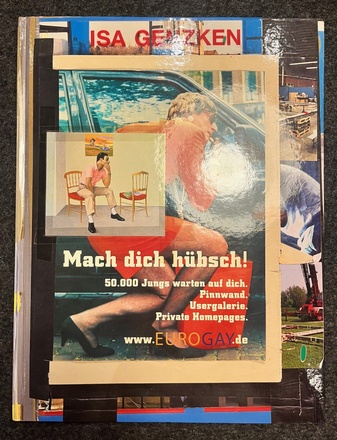 ISA GENZKEN
Mach dich hübsch!
50.000 Jungs warten auf dich.
Pinnwand.
Usergalerie.
Private Homepages.
www.EUROGAY.de